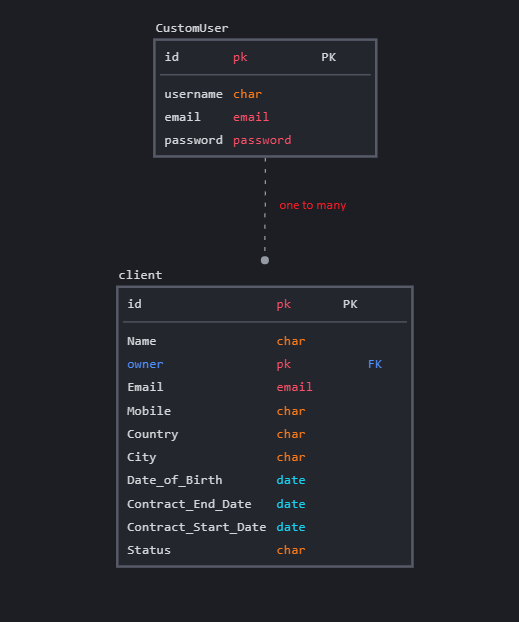 CustomUser
id pk PK
username char
email email
password password
one to many
client
id pk PK
Name char
owner pk FK
Email email
Mobile char
Country char
City char
Date_of_Birth date
Contract_End_Date date
Contract_Start_Date date
Status char